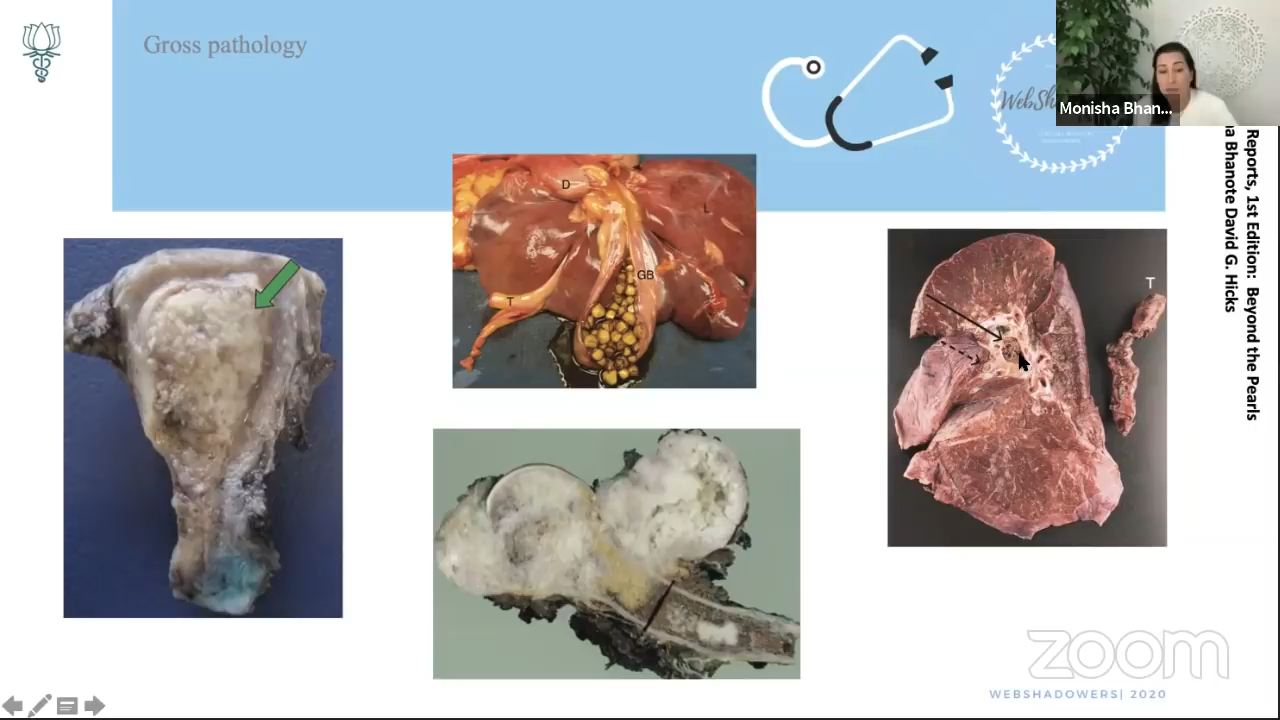 Gross pathology
WebSh
Monisha Bhan...
Reports, 1st Edition: Beyond the Pearls
a Bhanote David G. Hicks
D
L
GB
T
T
zoom
WEBSHADOWERS| 2020